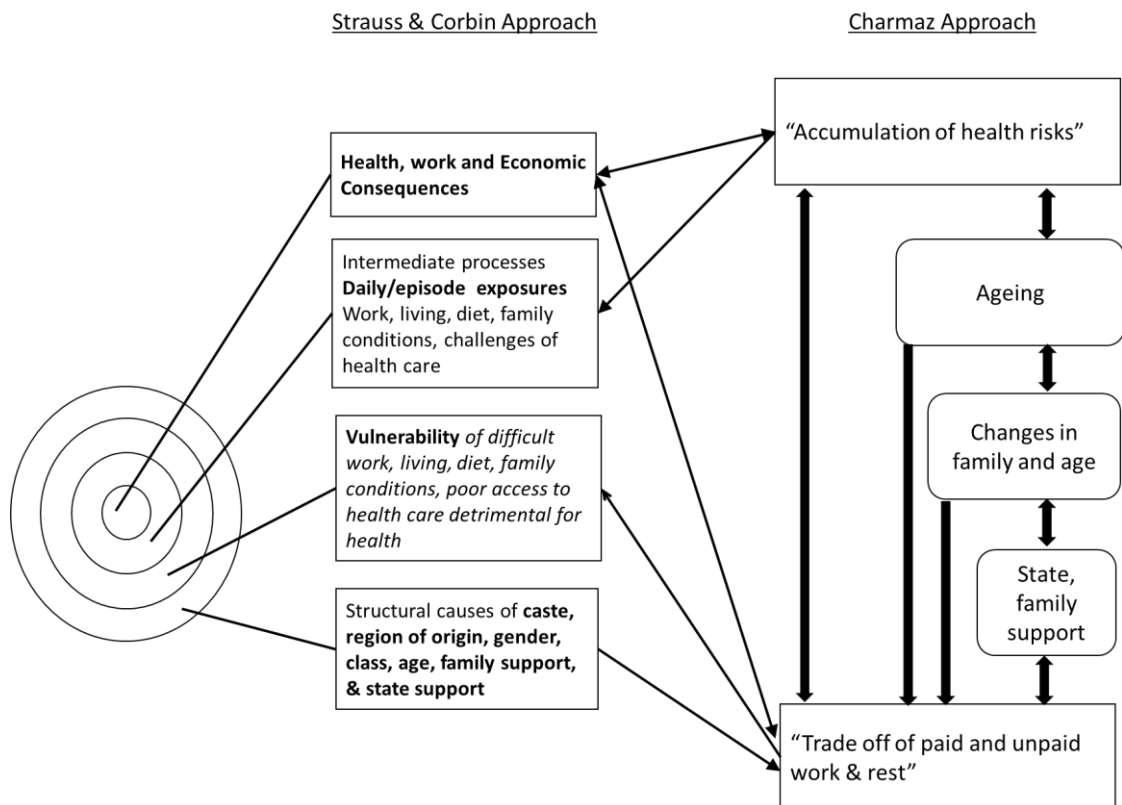 Strauss & Corbin Approach
Charmaz Approach
Health, work and Economic
Consequences
Intermediate processes
Daily/episode exposures
Work, living, diet, family
conditions, challenges of
health care
Vulnerability of difficult
work, living, diet, family
conditions, poor access to
health care detrimental for
health
Structural causes of caste,
region of origin, gender,
class, age, family support,
& state support
“Accumulation of health risks”
Ageing
Changes in
family and age
State,
family
support
“Trade off of paid and unpaid
work & rest”